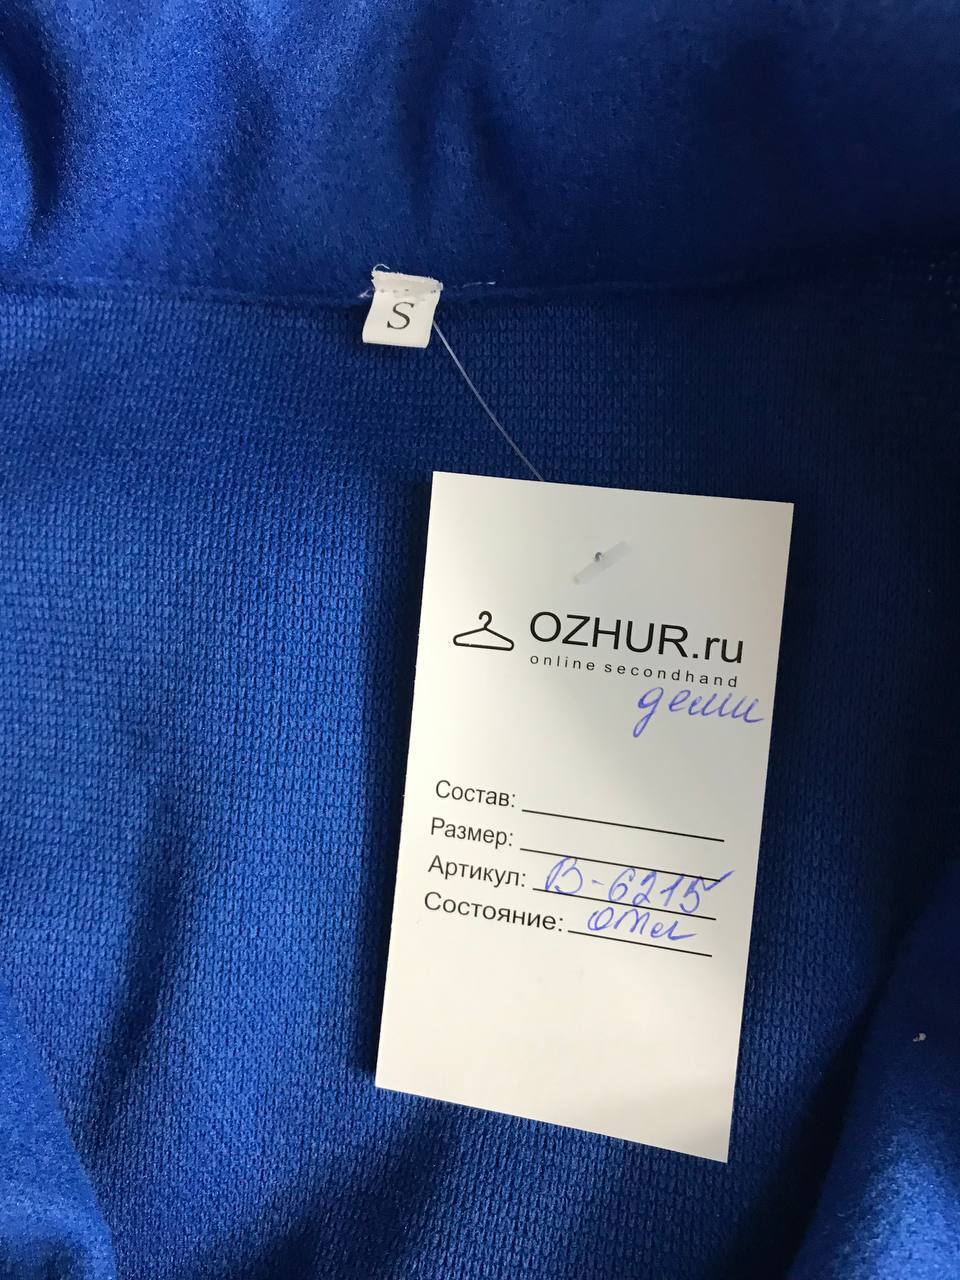 S
OZHUR.ru
online secondhand
деми
Состав:
Размер:
Артикул: В-6215
Состояние: отл